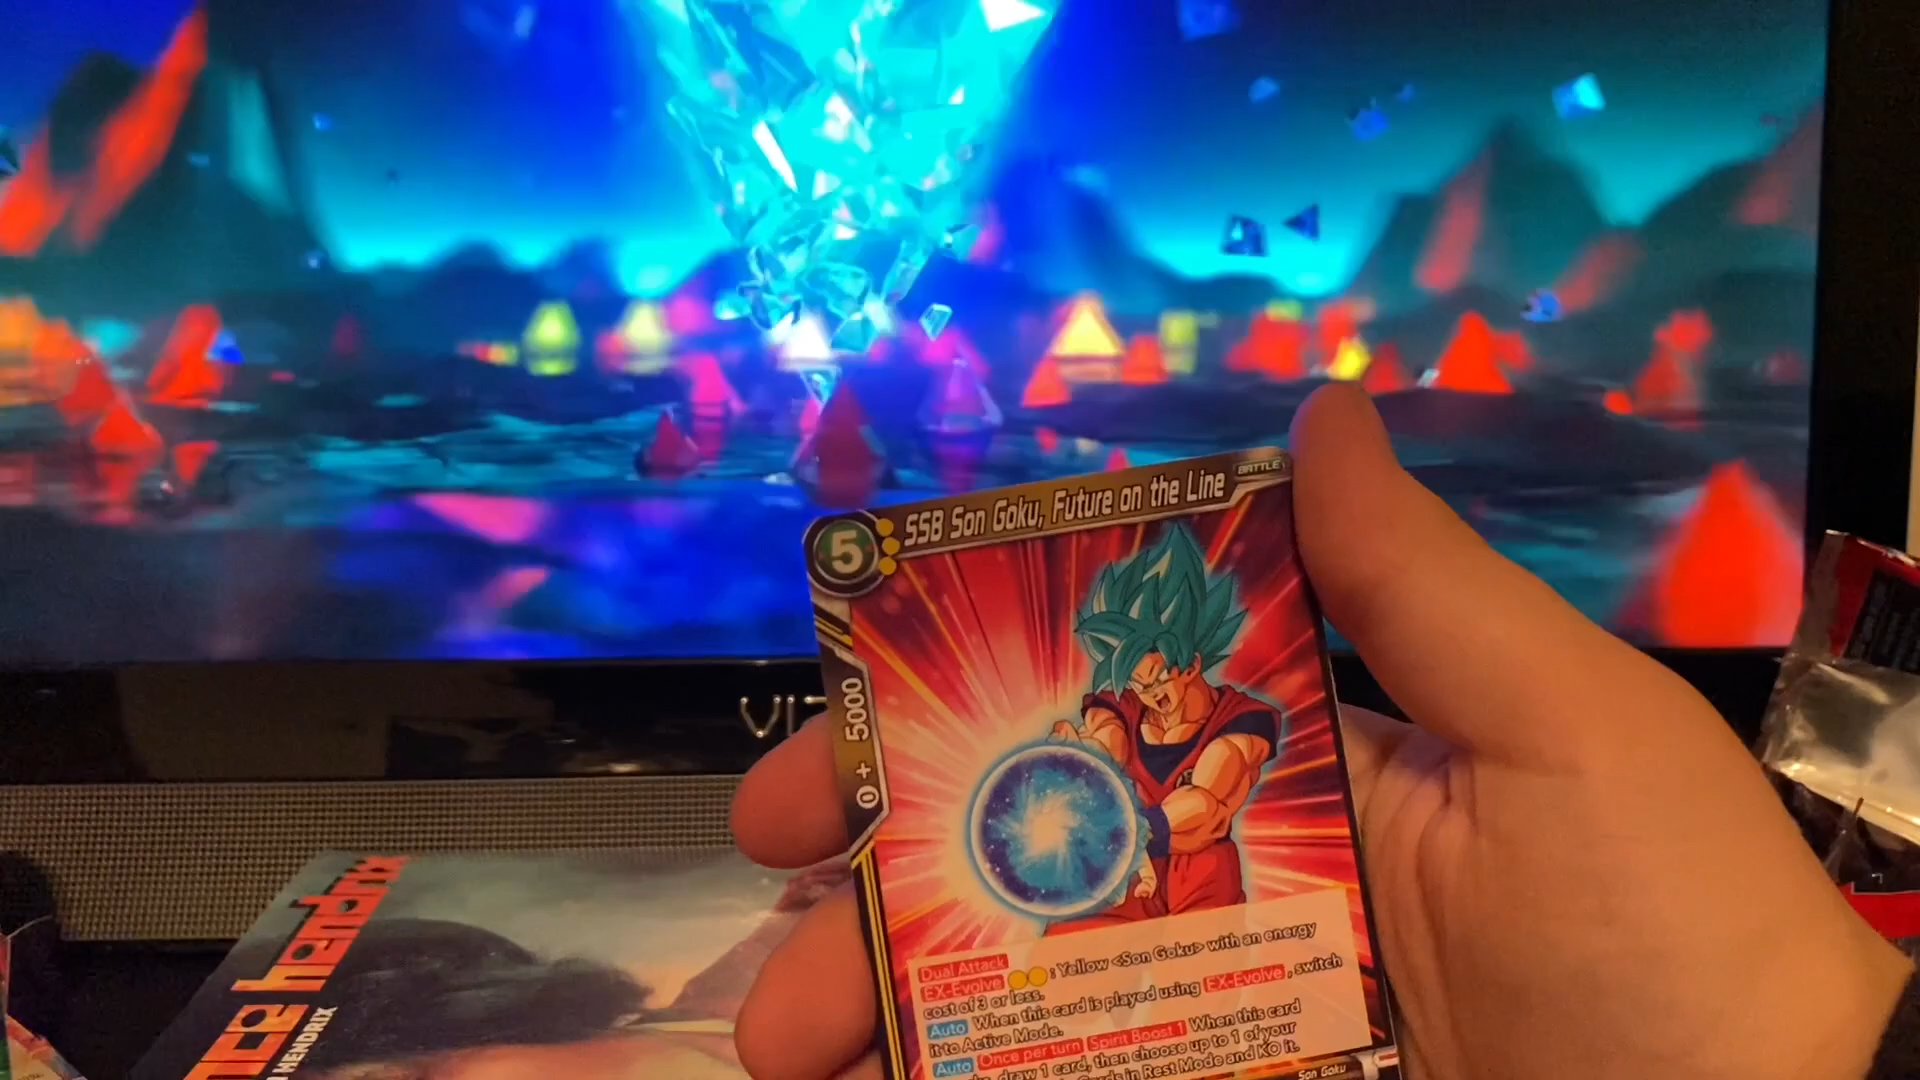 SSB Son Goku, Future on the Line
BATTLE
5
0 + 5000
Dual Attack
EX-Evolve : Yellow <Son Goku> with an energy
cost of 3 or less.
Auto When this card is played using EX-Evolve, switch
it to Active Mode.
Auto Once per turn Spirit Boost 1 When this card
draw 1 card, then choose up to 1 of your
Cards in Rest Mode and KO it.
Son Goku
hendrix
HENDRIX